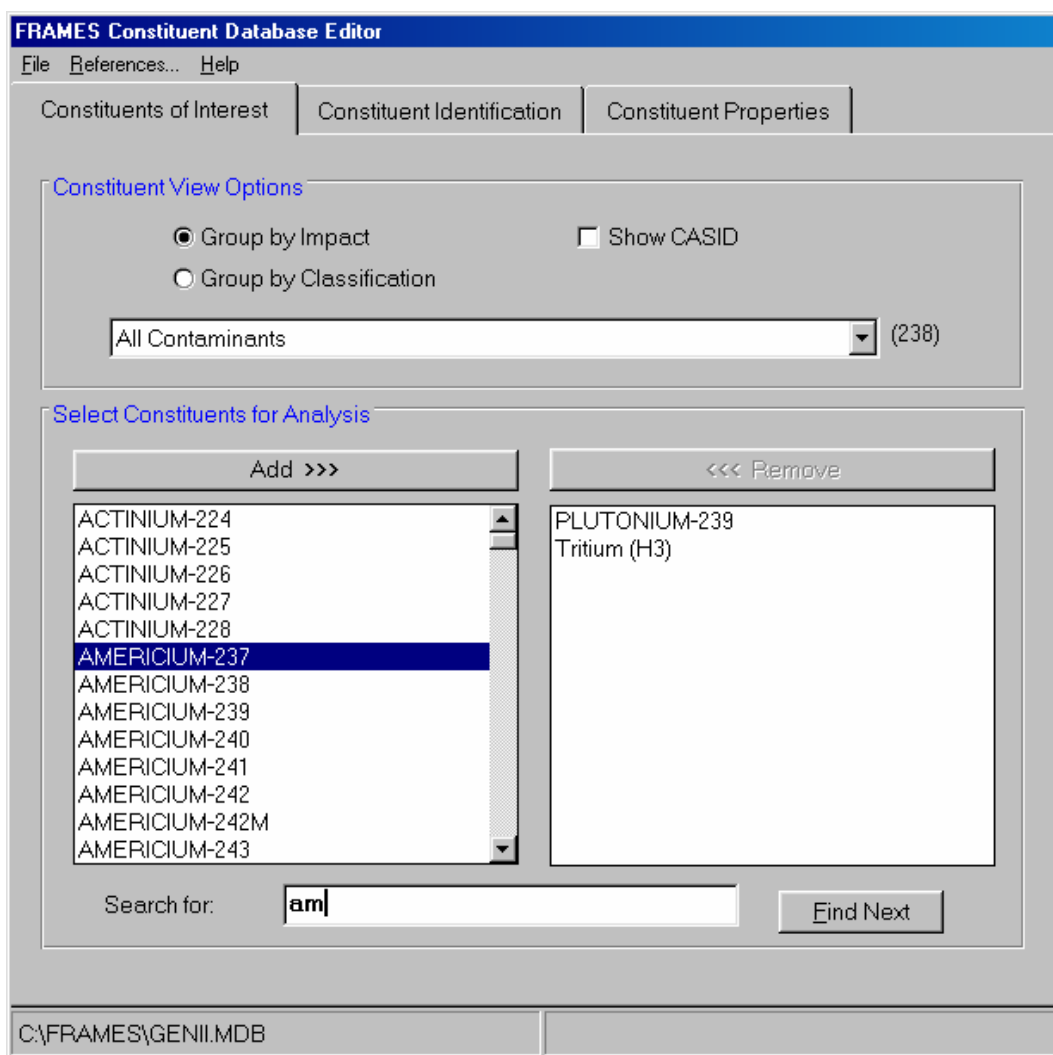 FRAMES Constituent Database Editor
File References... Help
Constituents of Interest Constituent Identification Constituent Properties
Constituent View Options
Group by Impact Show CASID
Group by Classification
All Contaminants (238)
Select Constituents for Analysis
Add >>> <<< Remove
ACTINIUM-224
ACTINIUM-225
ACTINIUM-226
ACTINIUM-227
ACTINIUM-228
AMERICIUM-237
AMERICIUM-238
AMERICIUM-239
AMERICIUM-240
AMERICIUM-241
AMERICIUM-242
AMERICIUM-242M
AMERICIUM-243
PLUTONIUM-239
Tritium (H3)
Search for: am Find Next
C:\FRAMES\GENII.MDB